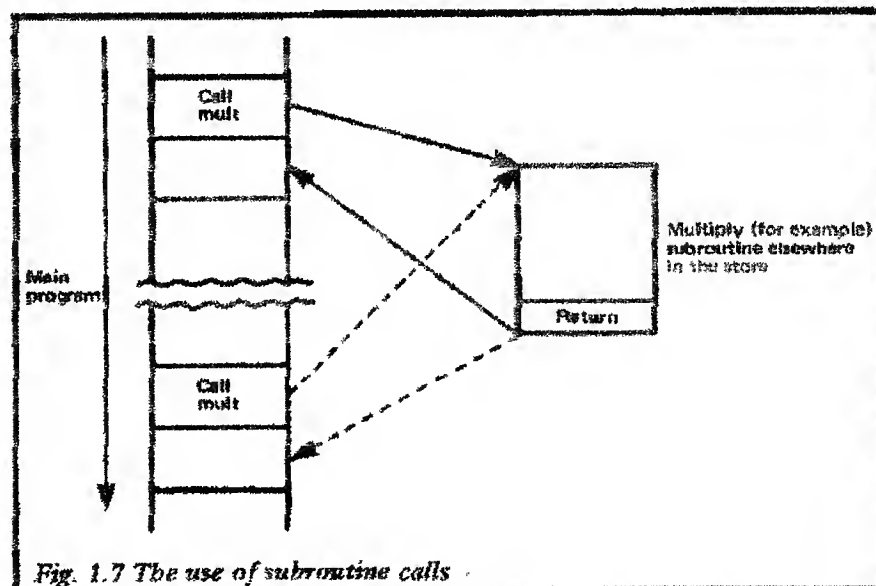 Call
mult
Main
program
Multiply (for example)
subroutine elsewhere
in the store
Return
Call
mult
Fig. 1.7 The use of subroutine calls